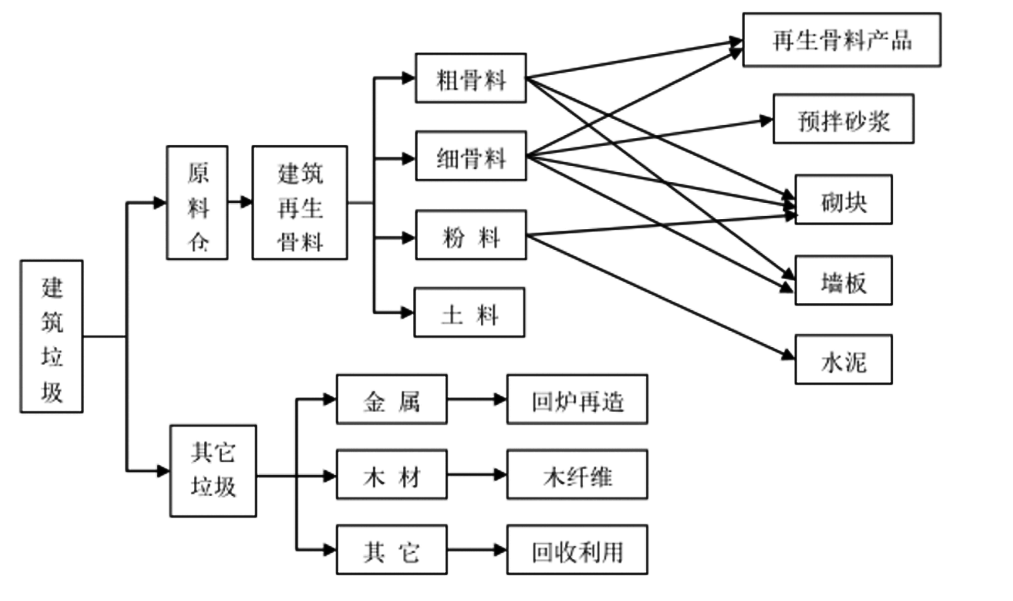 建
筑
垃
圾
原
料
仓
建筑
再生
骨料
粗骨料
细骨料
粉 料
土 料
再生骨料产品
预拌砂浆
砌块
墙板
水泥
其它
垃圾
金 属
回炉再造
木 材
木纤维
其 它
回收利用